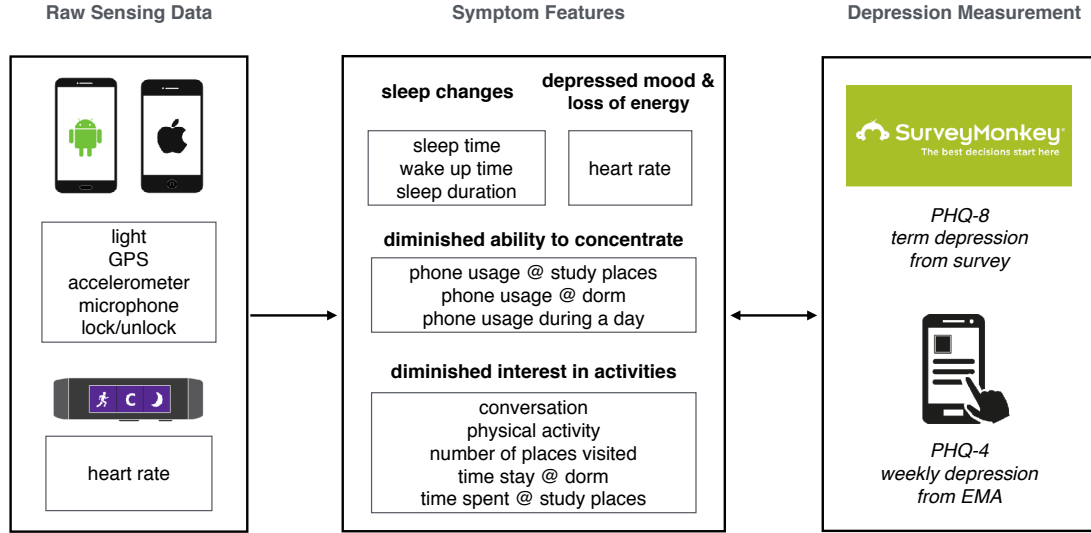 Raw Sensing Data
Symptom Features
Depression Measurement
light
GPS
accelerometer
microphone
lock/unlock
C
heart rate
sleep changes
sleep time
wake up time
sleep duration
depressed mood &
loss of energy
heart rate
diminished ability to concentrate
phone usage @ study places
phone usage @ dorm
phone usage during a day
diminished interest in activities
conversation
physical activity
number of places visited
time stay @ dorm
time spent @ study places
SurveyMonkey
The best decisions start here
PHQ-8
term depression
from survey
PHQ-4
weekly depression
from EMA